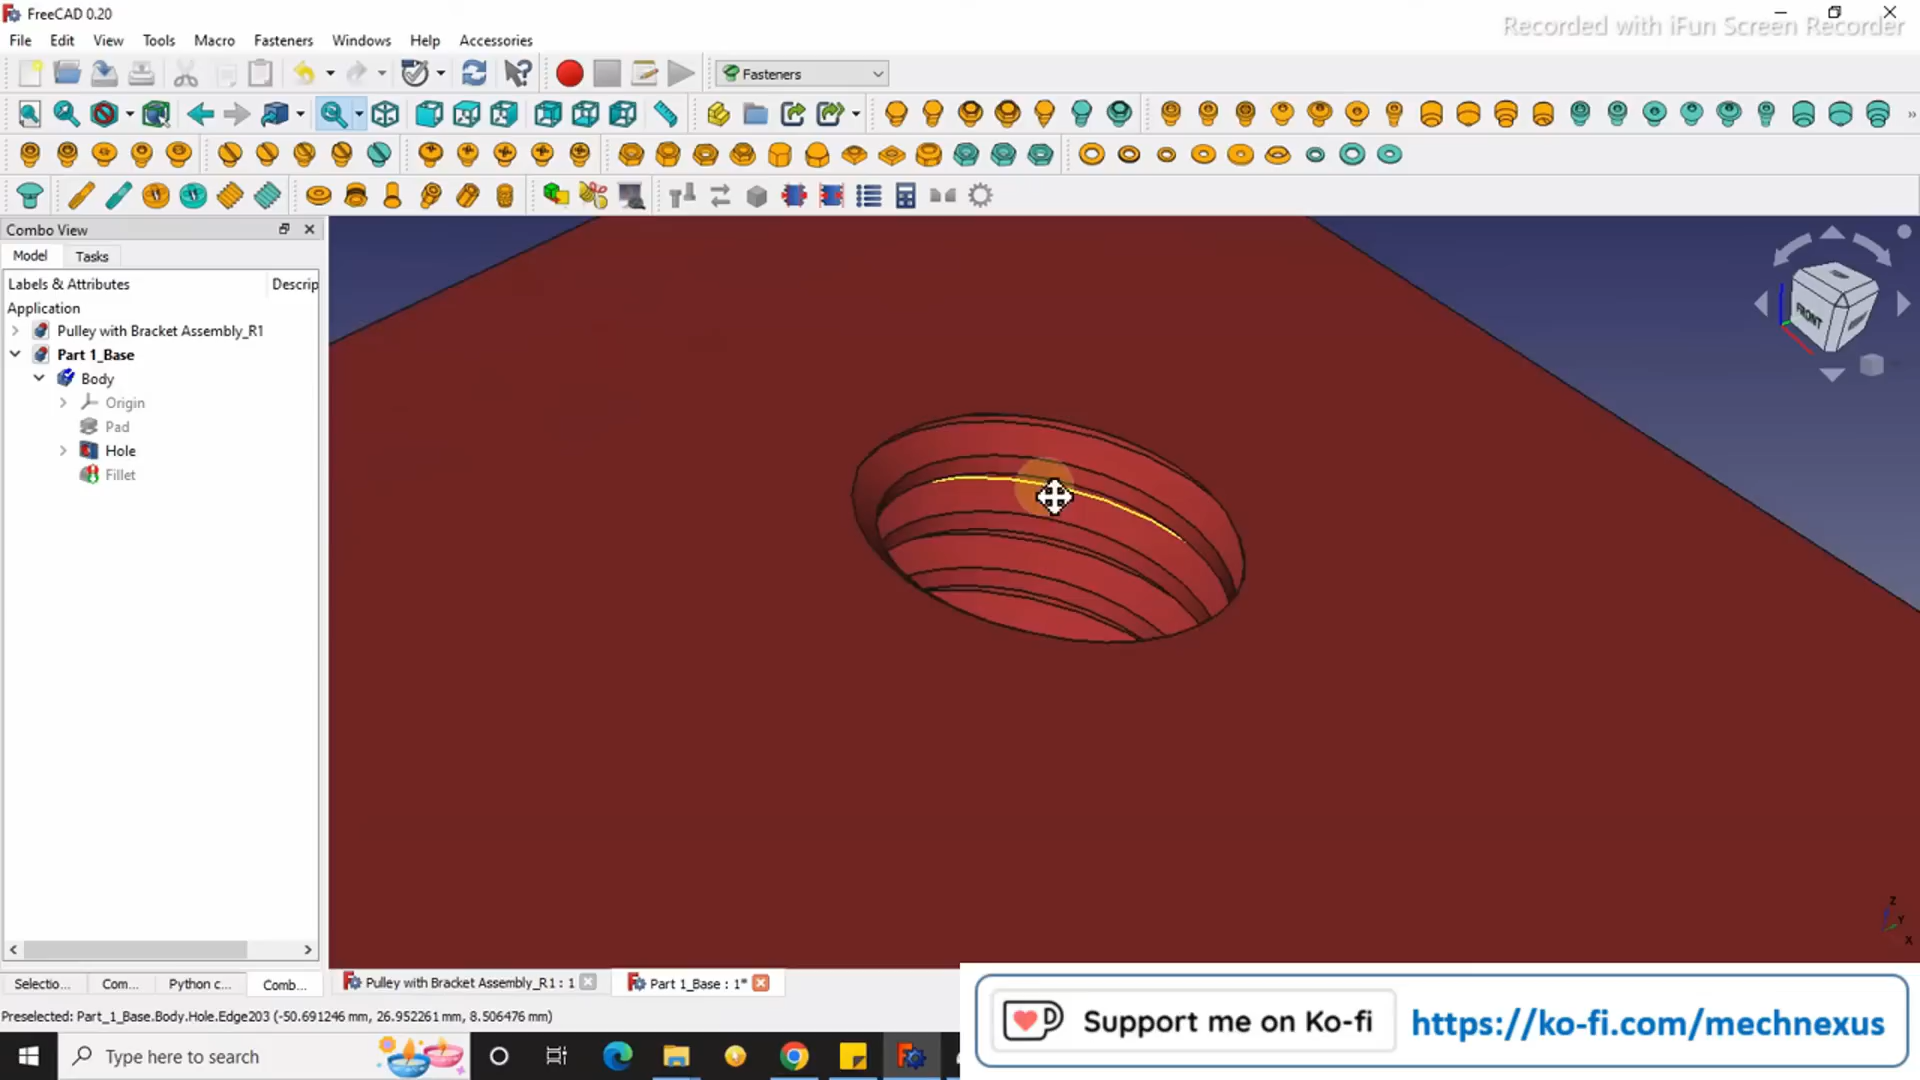 FreeCAD 0.20
Recorded with iFun Screen Recorder
File Edit View Tools Macro Fasteners Windows Help Accessories
Fasteners
Combo View
Model Tasks
Labels & Attributes Descrip
Application
Pulley with Bracket Assembly_R1
Part 1_Base
Body
Origin
Pad
Hole
Fillet
FRONT
Z
Y
X
Selectio... Com... Python c... Comb... Pulley with Bracket Assembly_R1 : 1 Part 1_Base : 1*
Preselected: Part_1_Base.Body.Hole.Edge203 (-50.691246 mm, 26.952261 mm, 8.506476 mm)
Support me on Ko-fi https://ko-fi.com/mechnexus
Type here to search